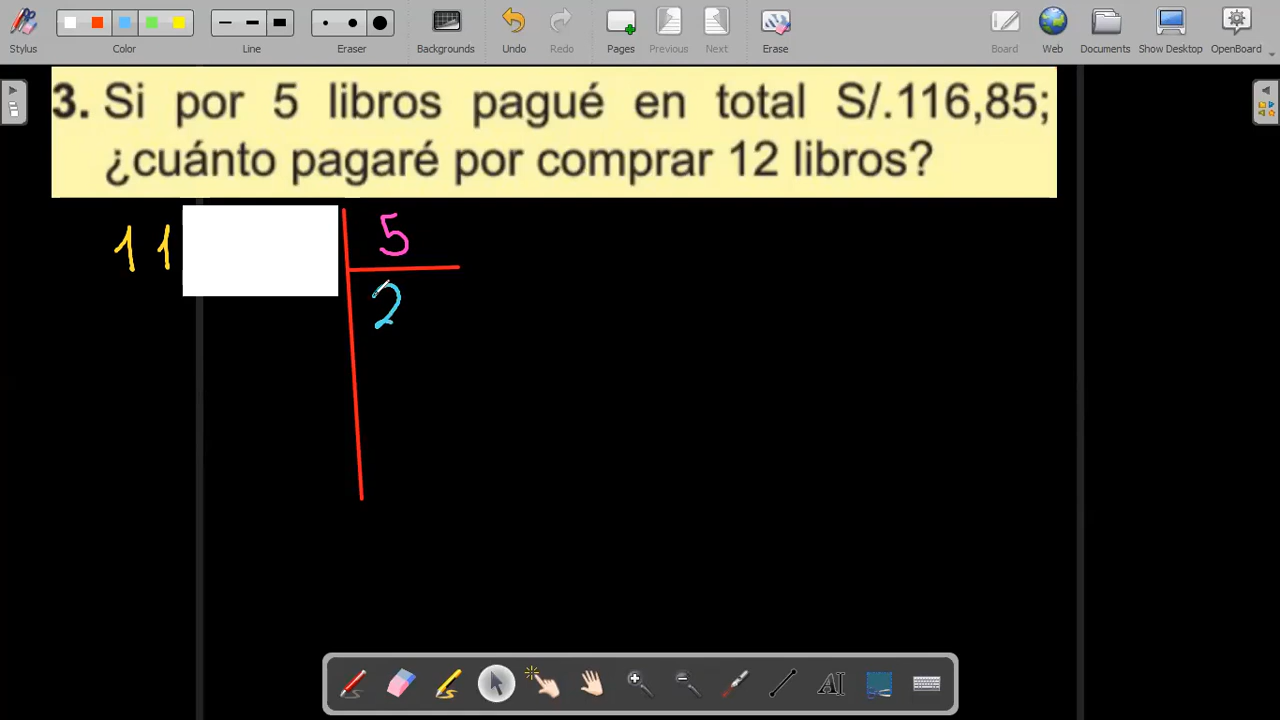 Stylus Color Line Eraser Backgrounds Undo Redo Pages Previous Next Erase Board Web Documents Show Desktop OpenBoard
3. Si por 5 libros pagué en total S/.116,85;
¿cuánto pagaré por comprar 12 libros?
11 5
2
AI